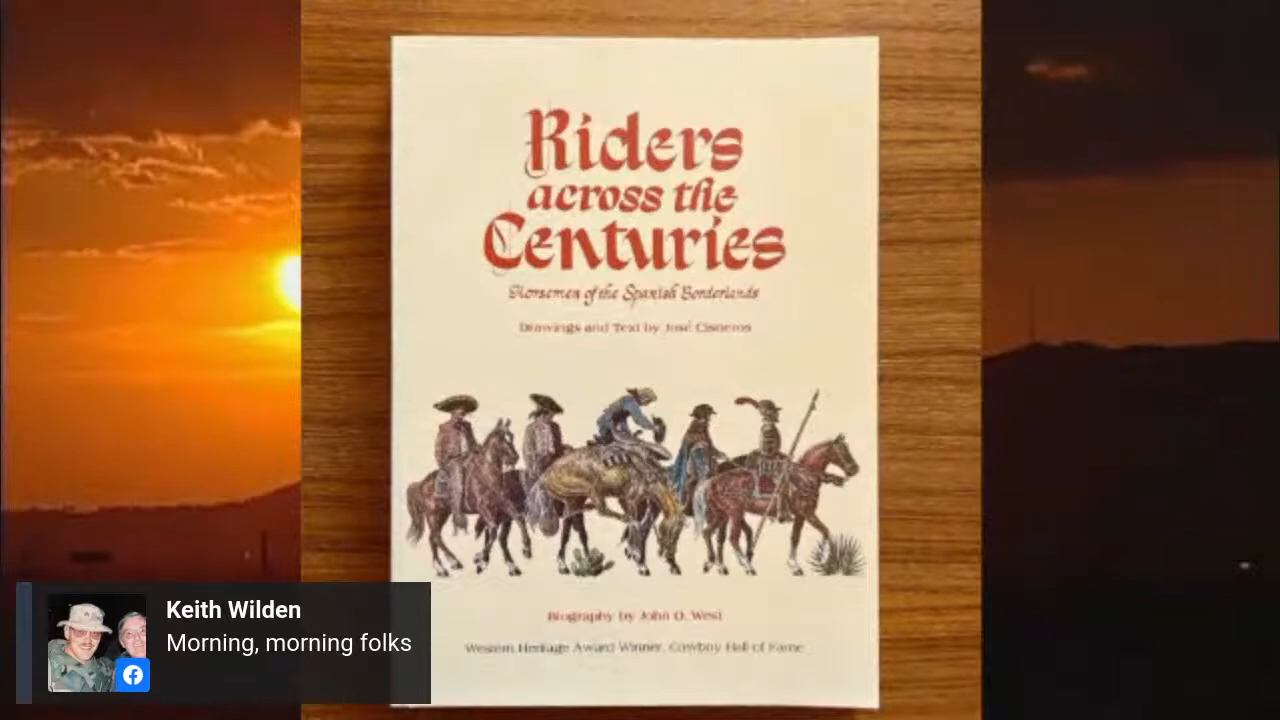 Riders
across the
Centuries
Horsemen of the Spanish Borderlands
Drawings and Text by José Cisneros
Biography by John O. West
Western Heritage Award Winner, Cowboy Hall of Fame
Keith Wilden
Morning, morning folks